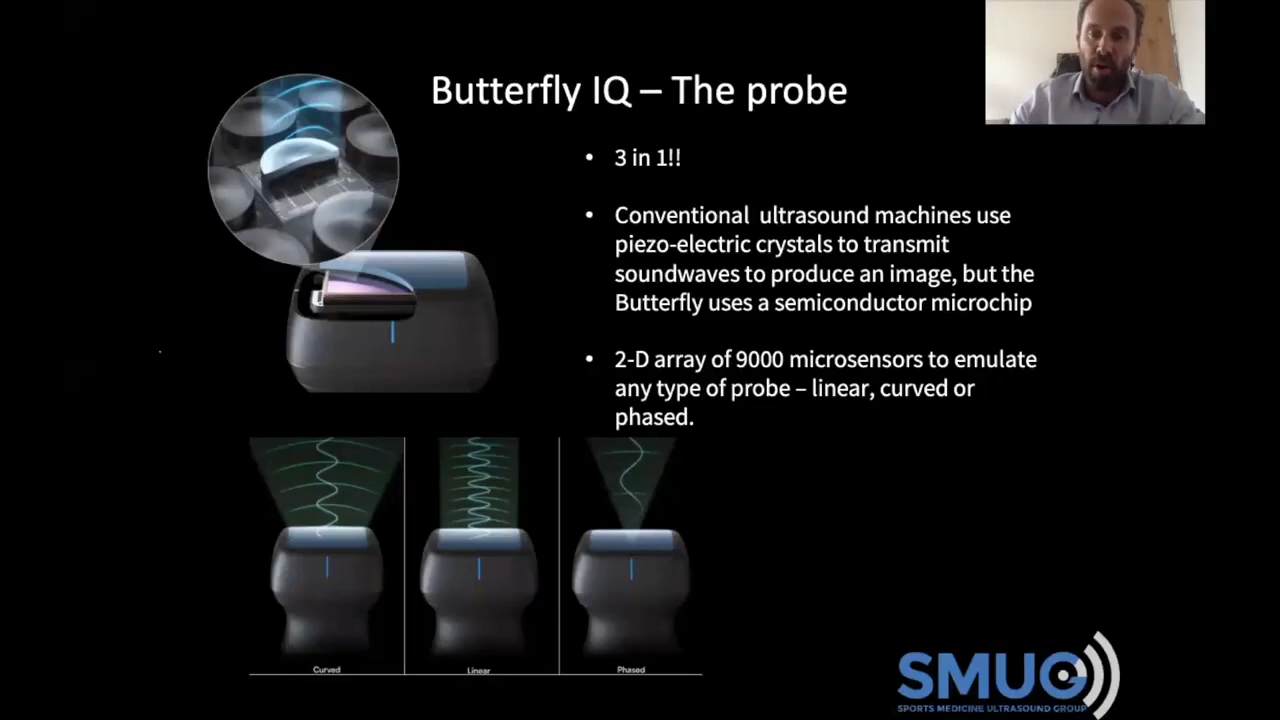 Butterfly IQ – The probe
• 3 in 1!!
• Conventional  ultrasound machines use
piezo-electric crystals to transmit
soundwaves to produce an image, but the
Butterfly uses a semiconductor microchip
• 2-D array of 9000 microsensors to emulate
any type of probe – linear, curved or
phased.
Curved
Linear
Phased
SMUG
SPORTS MEDICINE ULTRASOUND GROUP